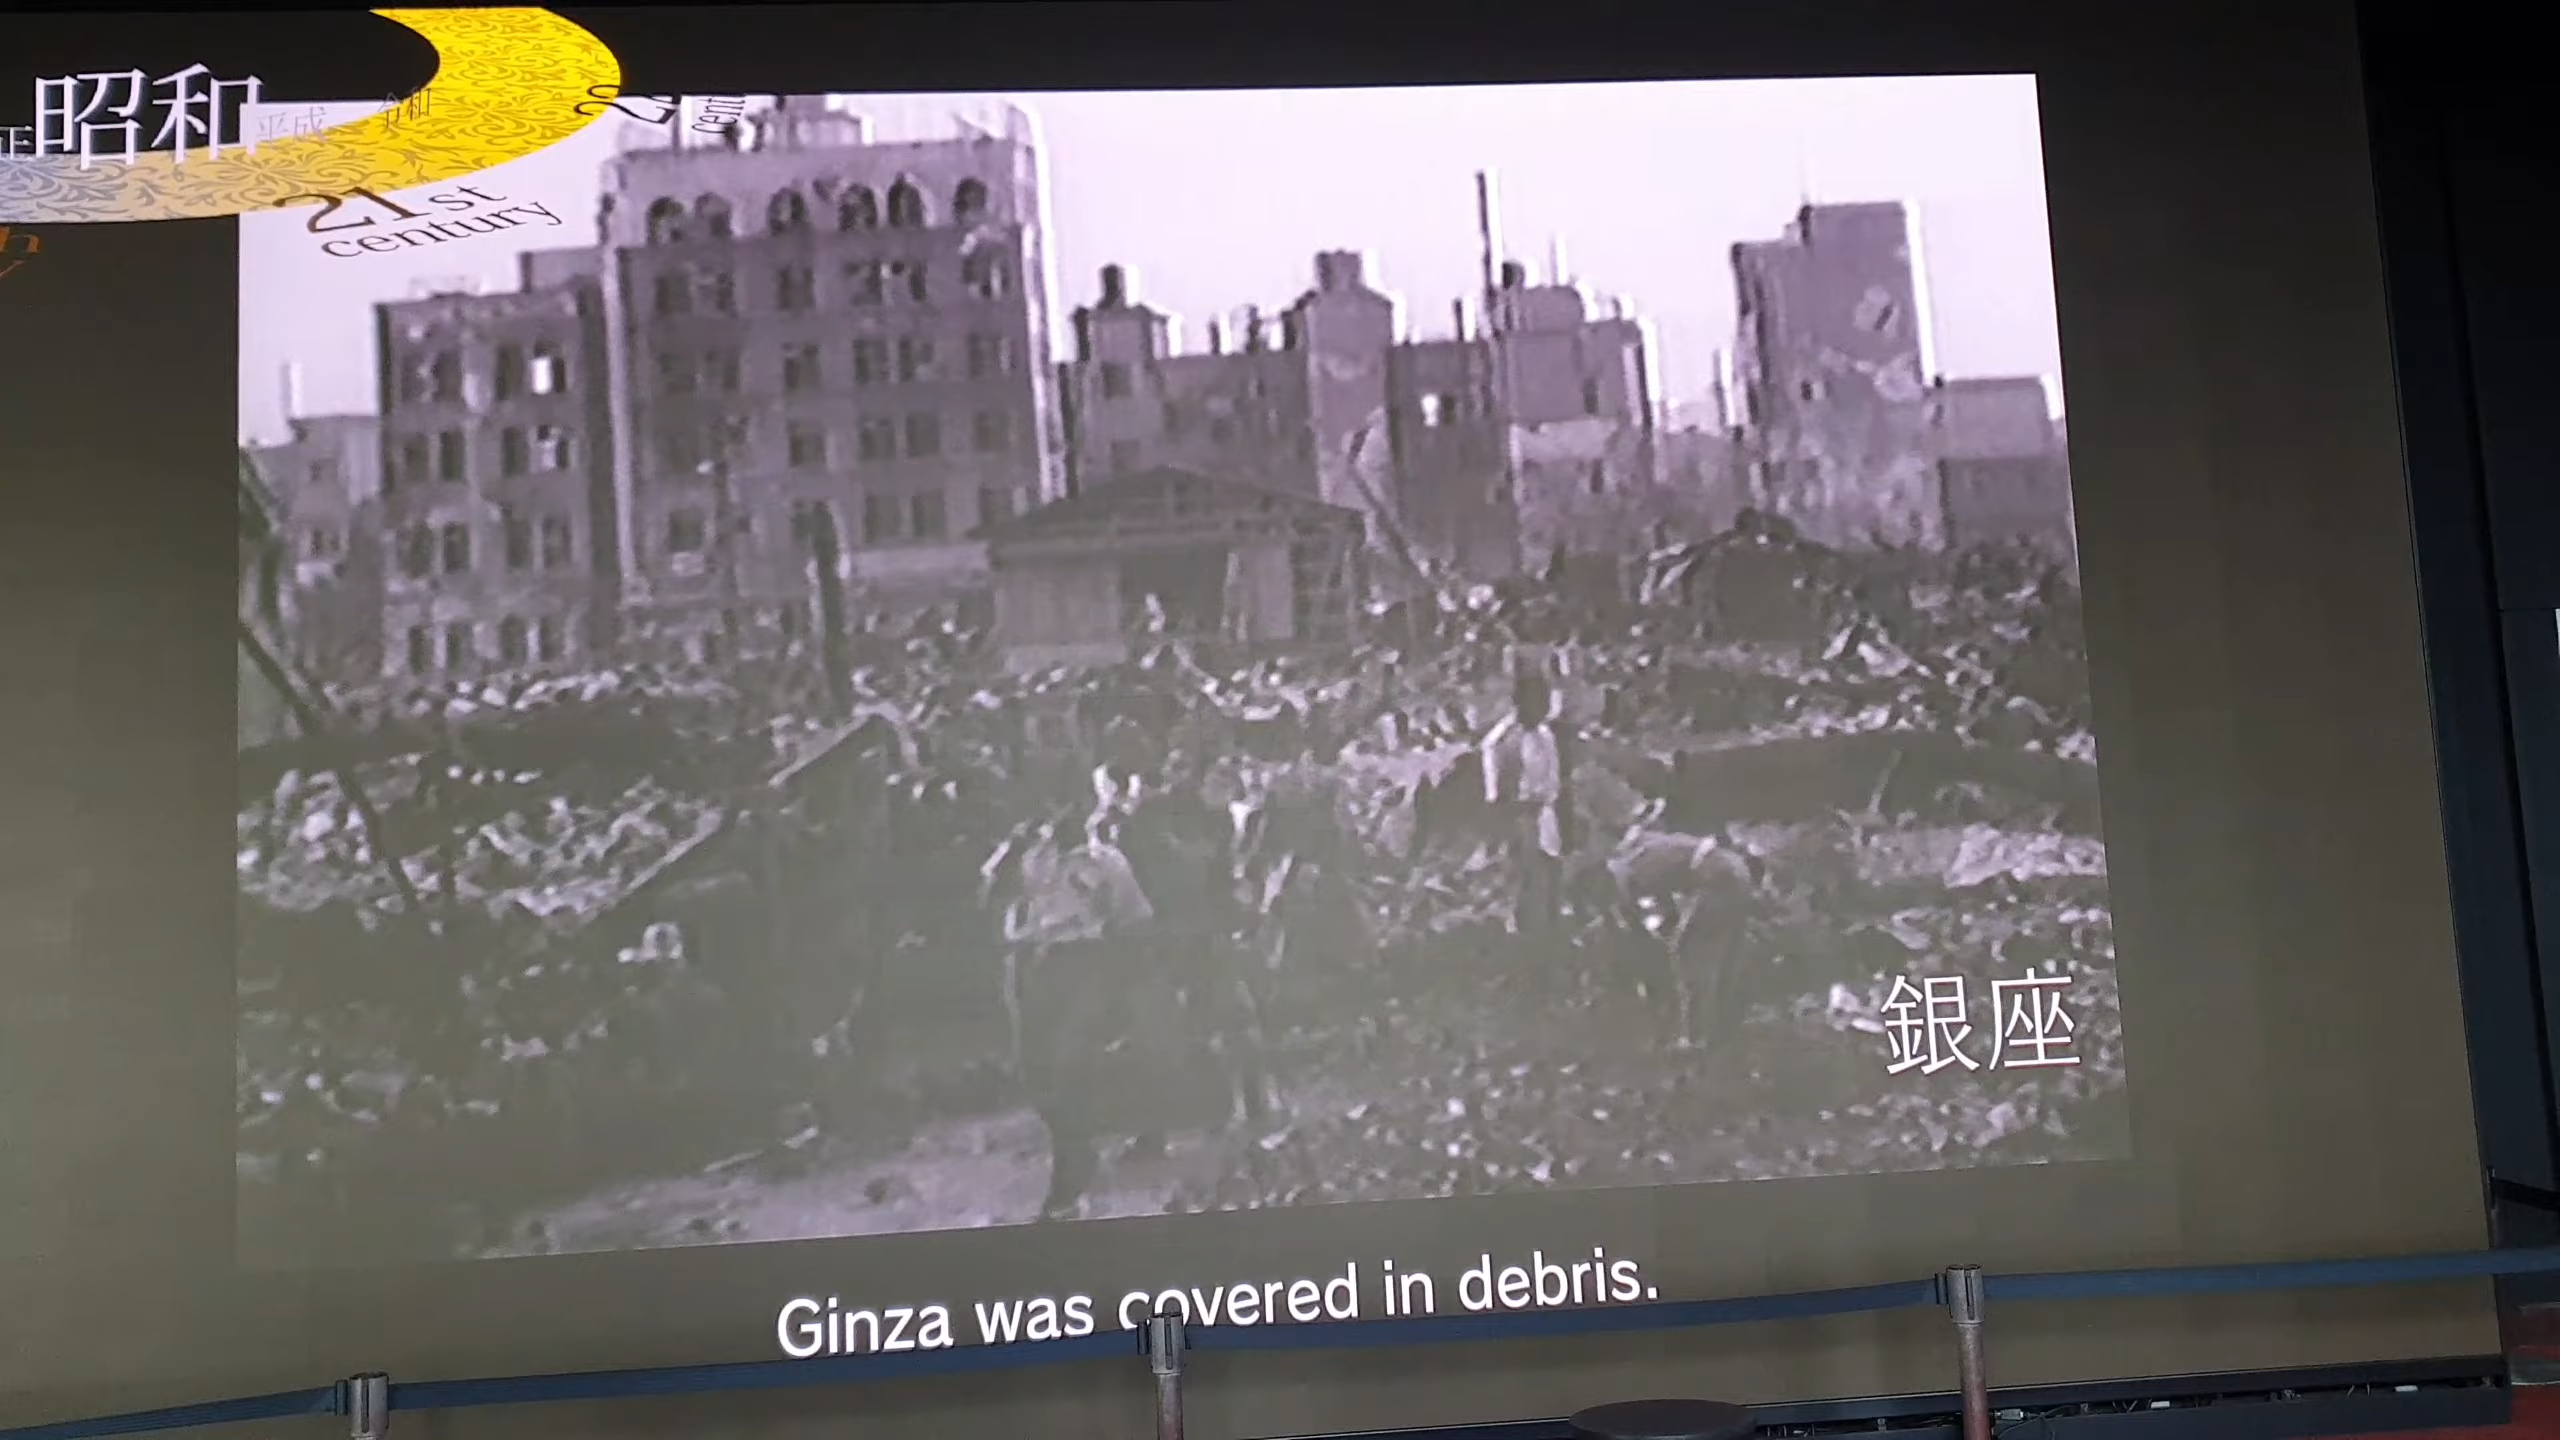 昭和
平成
令和
21st
century
銀座
Ginza was covered in debris.